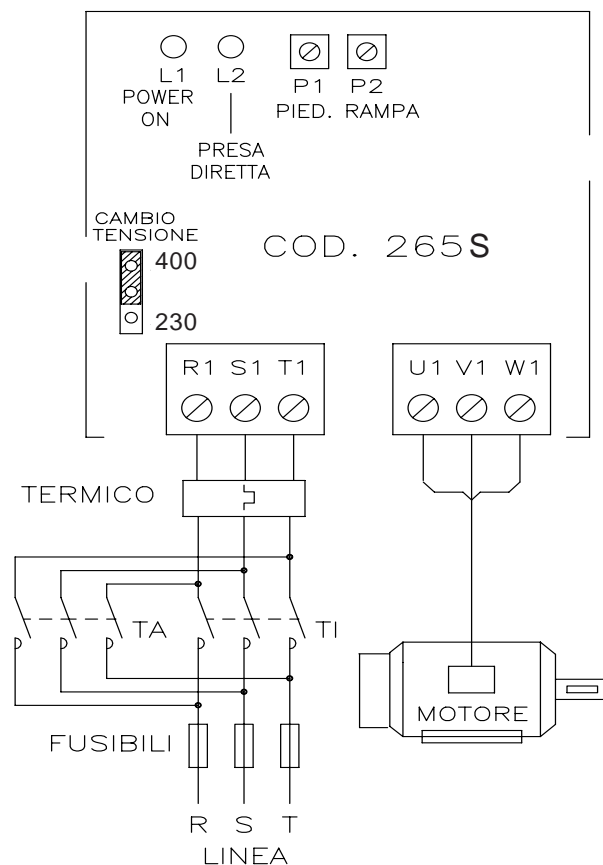 L1 L2 P1 P2
POWER ON
PIED. RAMPA
PRESA
DIRETTA
CAMBIO
TENSIONE
400
230
COD. 265S
R1 S1 T1
U1 V1 W1
TERMICO
TA
TI
MOTORE
FUSIBILI
R S T
LINEA